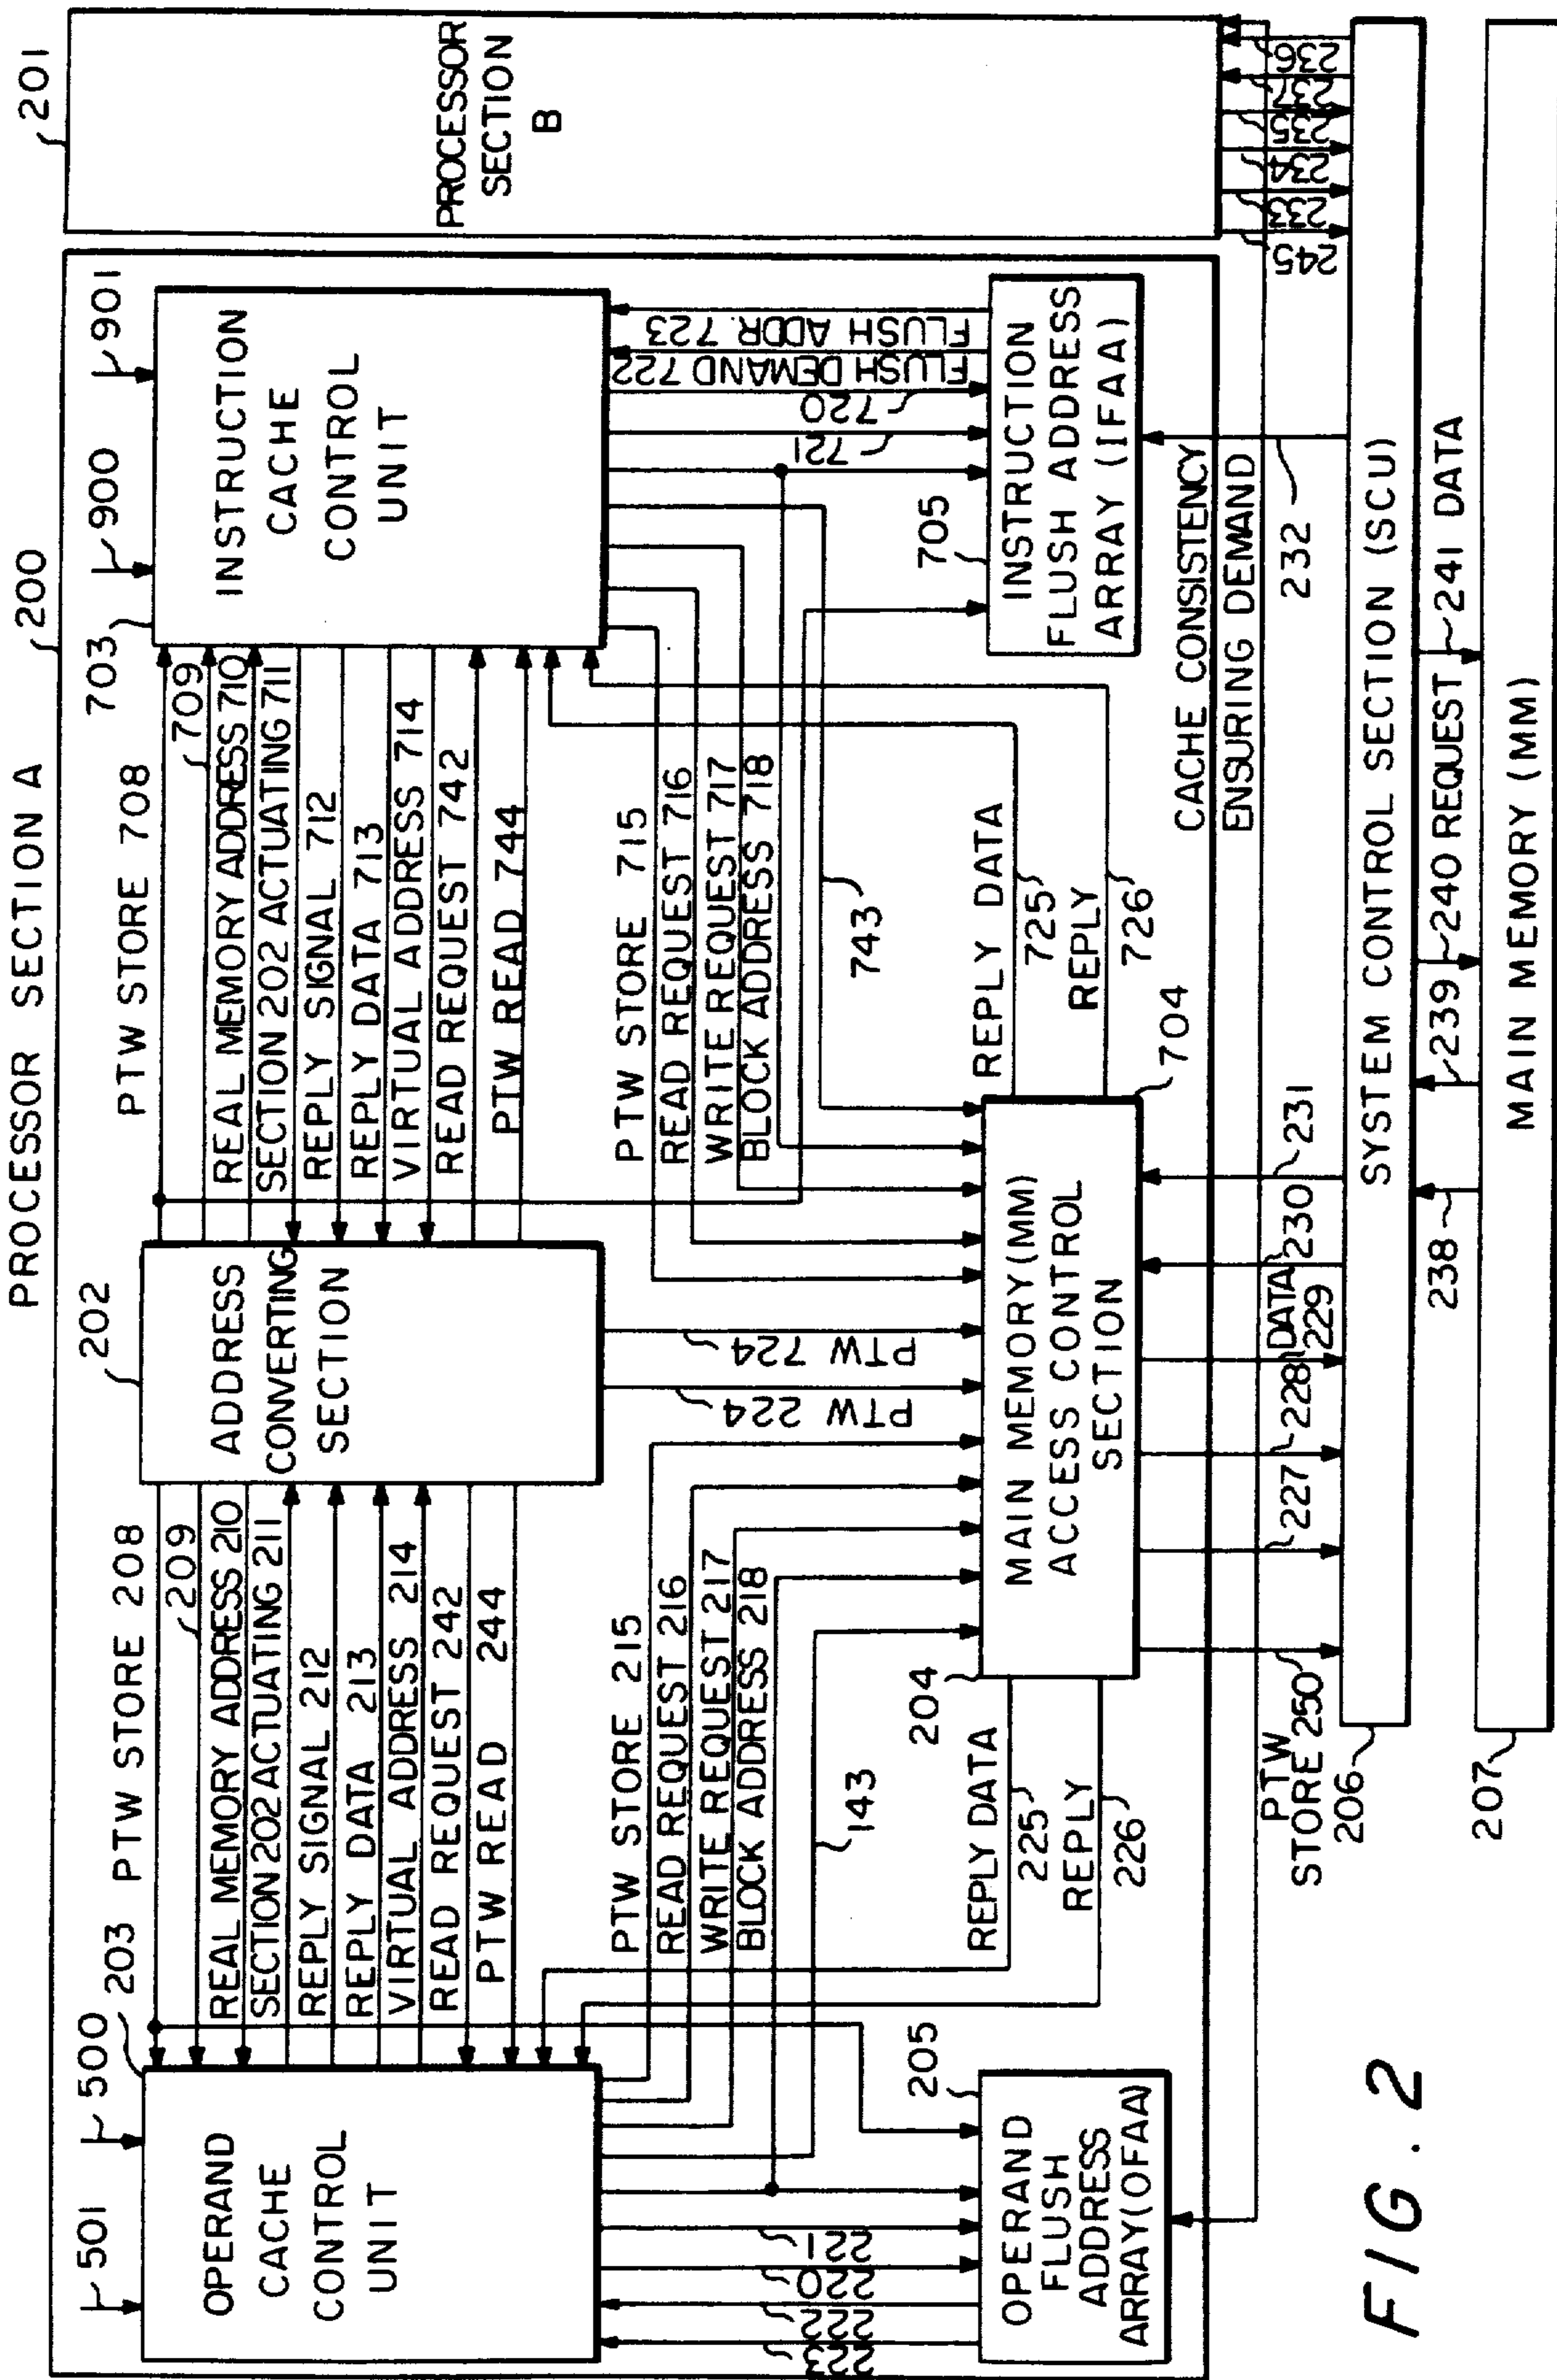 PROCESSOR SECTION A
200
201
PROCESSOR
SECTION
B
501
500
203
OPERAND
CACHE
CONTROL
UNIT
PTW STORE 208
209
REAL MEMORY ADDRESS 210
SECTION 202 ACTUATING 211
REPLY SIGNAL 212
REPLY DATA 213
VIRTUAL ADDRESS 214
READ REQUEST 242
PTW READ 244
202
ADDRESS
CONVERTING
SECTION
PTW STORE 708
709
REAL MEMORY ADDRESS 710
SECTION 202 ACTUATING 711
REPLY SIGNAL 712
REPLY DATA 713
VIRTUAL ADDRESS 714
READ REQUEST 742
PTW READ 744
703
900
901
INSTRUCTION
CACHE
CONTROL
UNIT
PTW STORE 215
READ REQUEST 216
WRITE REQUEST 217
BLOCK ADDRESS 218
143
PTW 224
PTW 724
PTW STORE 715
READ REQUEST 716
WRITE REQUEST 717
BLOCK ADDRESS 718
743
721
720
FLUSH DEMAND 722
FLUSH ADDR. 723
223
222
220
221
205
OPERAND
FLUSH
ADDRESS
ARRAY(OFAA)
REPLY DATA
225
REPLY
226
204
MAIN MEMORY(MM)
ACCESS CONTROL
SECTION
704
REPLY DATA
725
REPLY
726
705
INSTRUCTION
FLUSH ADDRESS
ARRAY (IFAA)
CACHE CONSISTENCY
ENSURING DEMAND
232
PTW
STORE 250
227
228
DATA
229
230
231
245
233
234
235
237
236
206
SYSTEM CONTROL SECTION (SCU)
238
239
240 REQUEST
241 DATA
207
MAIN MEMORY (MM)
FIG. 2